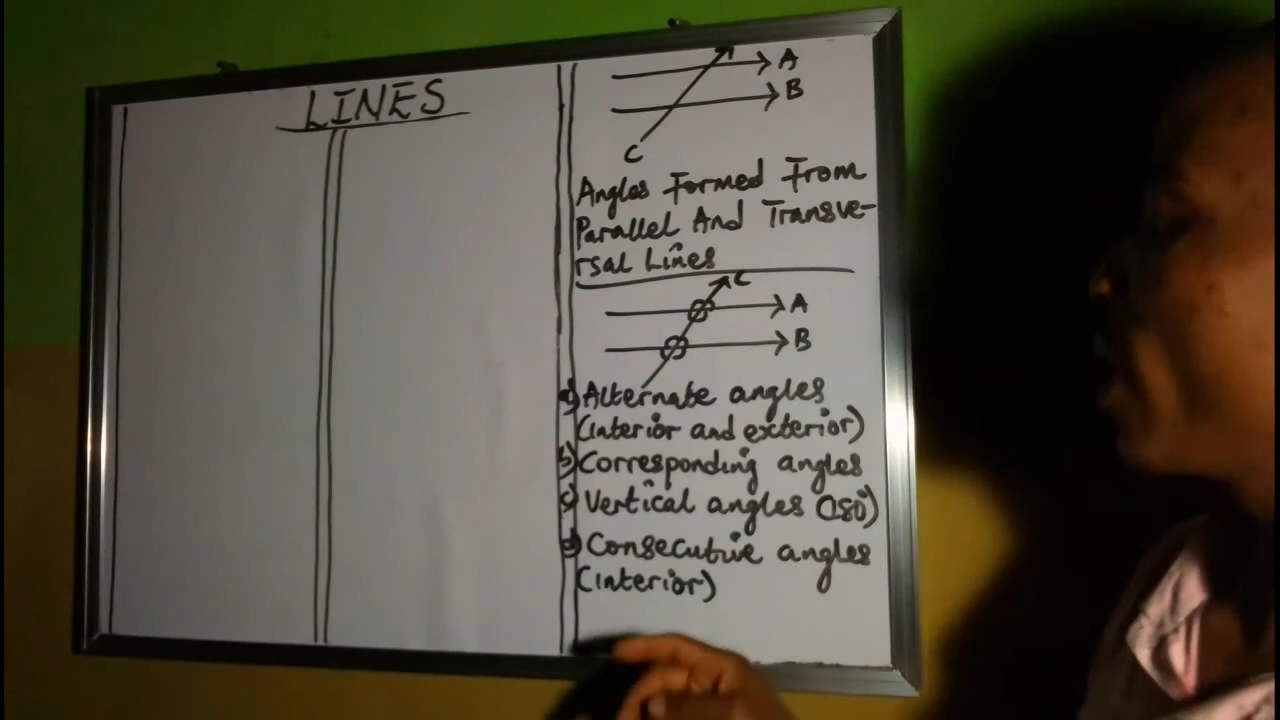 LINES
A
B
C
Angles Formed From
Parallel And Transve-
rsal Lines
C
A
B
a) Alternate angles
(interior and exterior)
b) Corresponding angles
c) Vertical angles (180°)
d) Consecutive angles
(interior)